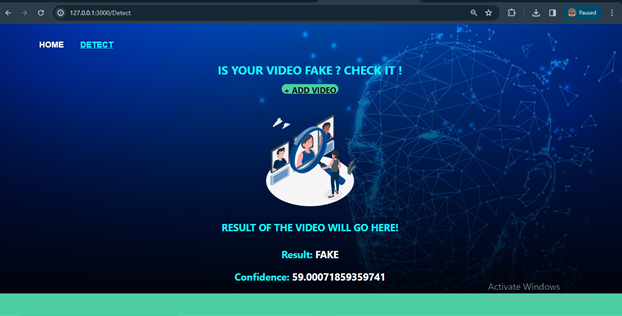 127.0.0.1:3000/Detect
Paused
HOME DETECT
IS YOUR VIDEO FAKE ? CHECK IT !
+ ADD VIDEO
RESULT OF THE VIDEO WILL GO HERE!
Result: FAKE
Confidence: 59.00071859359741
Activate Windows